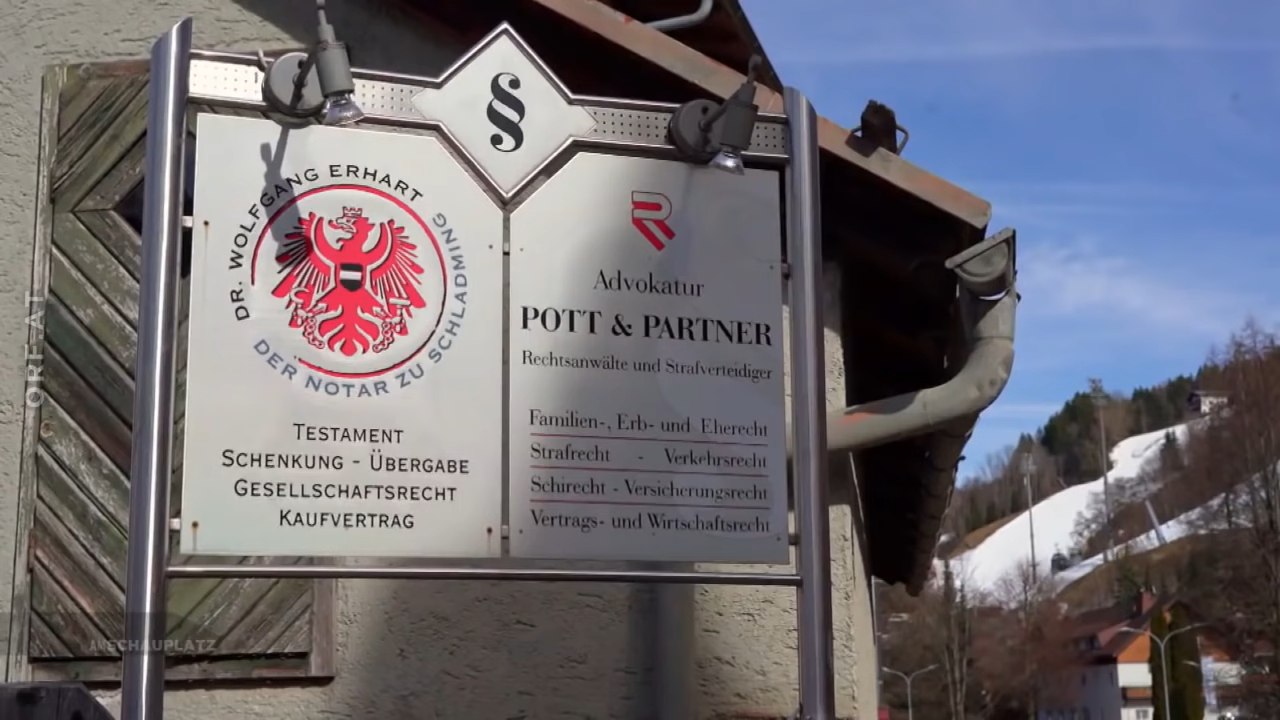 §
DR. WOLFGANG ERHART
DER NOTAR ZU SCHLADMING
TESTAMENT
SCHENKUNG - ÜBERGABE
GESELLSCHAFTSRECHT
KAUFVERTRAG
R
Advokatur
POTT & PARTNER
Rechtsanwälte und Strafverteidiger
Familien-, Erb- und Eherecht
Strafrecht - Verkehrsrecht
Schirecht - Versicherungsrecht
Vertrags- und Wirtschaftsrecht
ORF.AT
AM SCHAUPLATZ